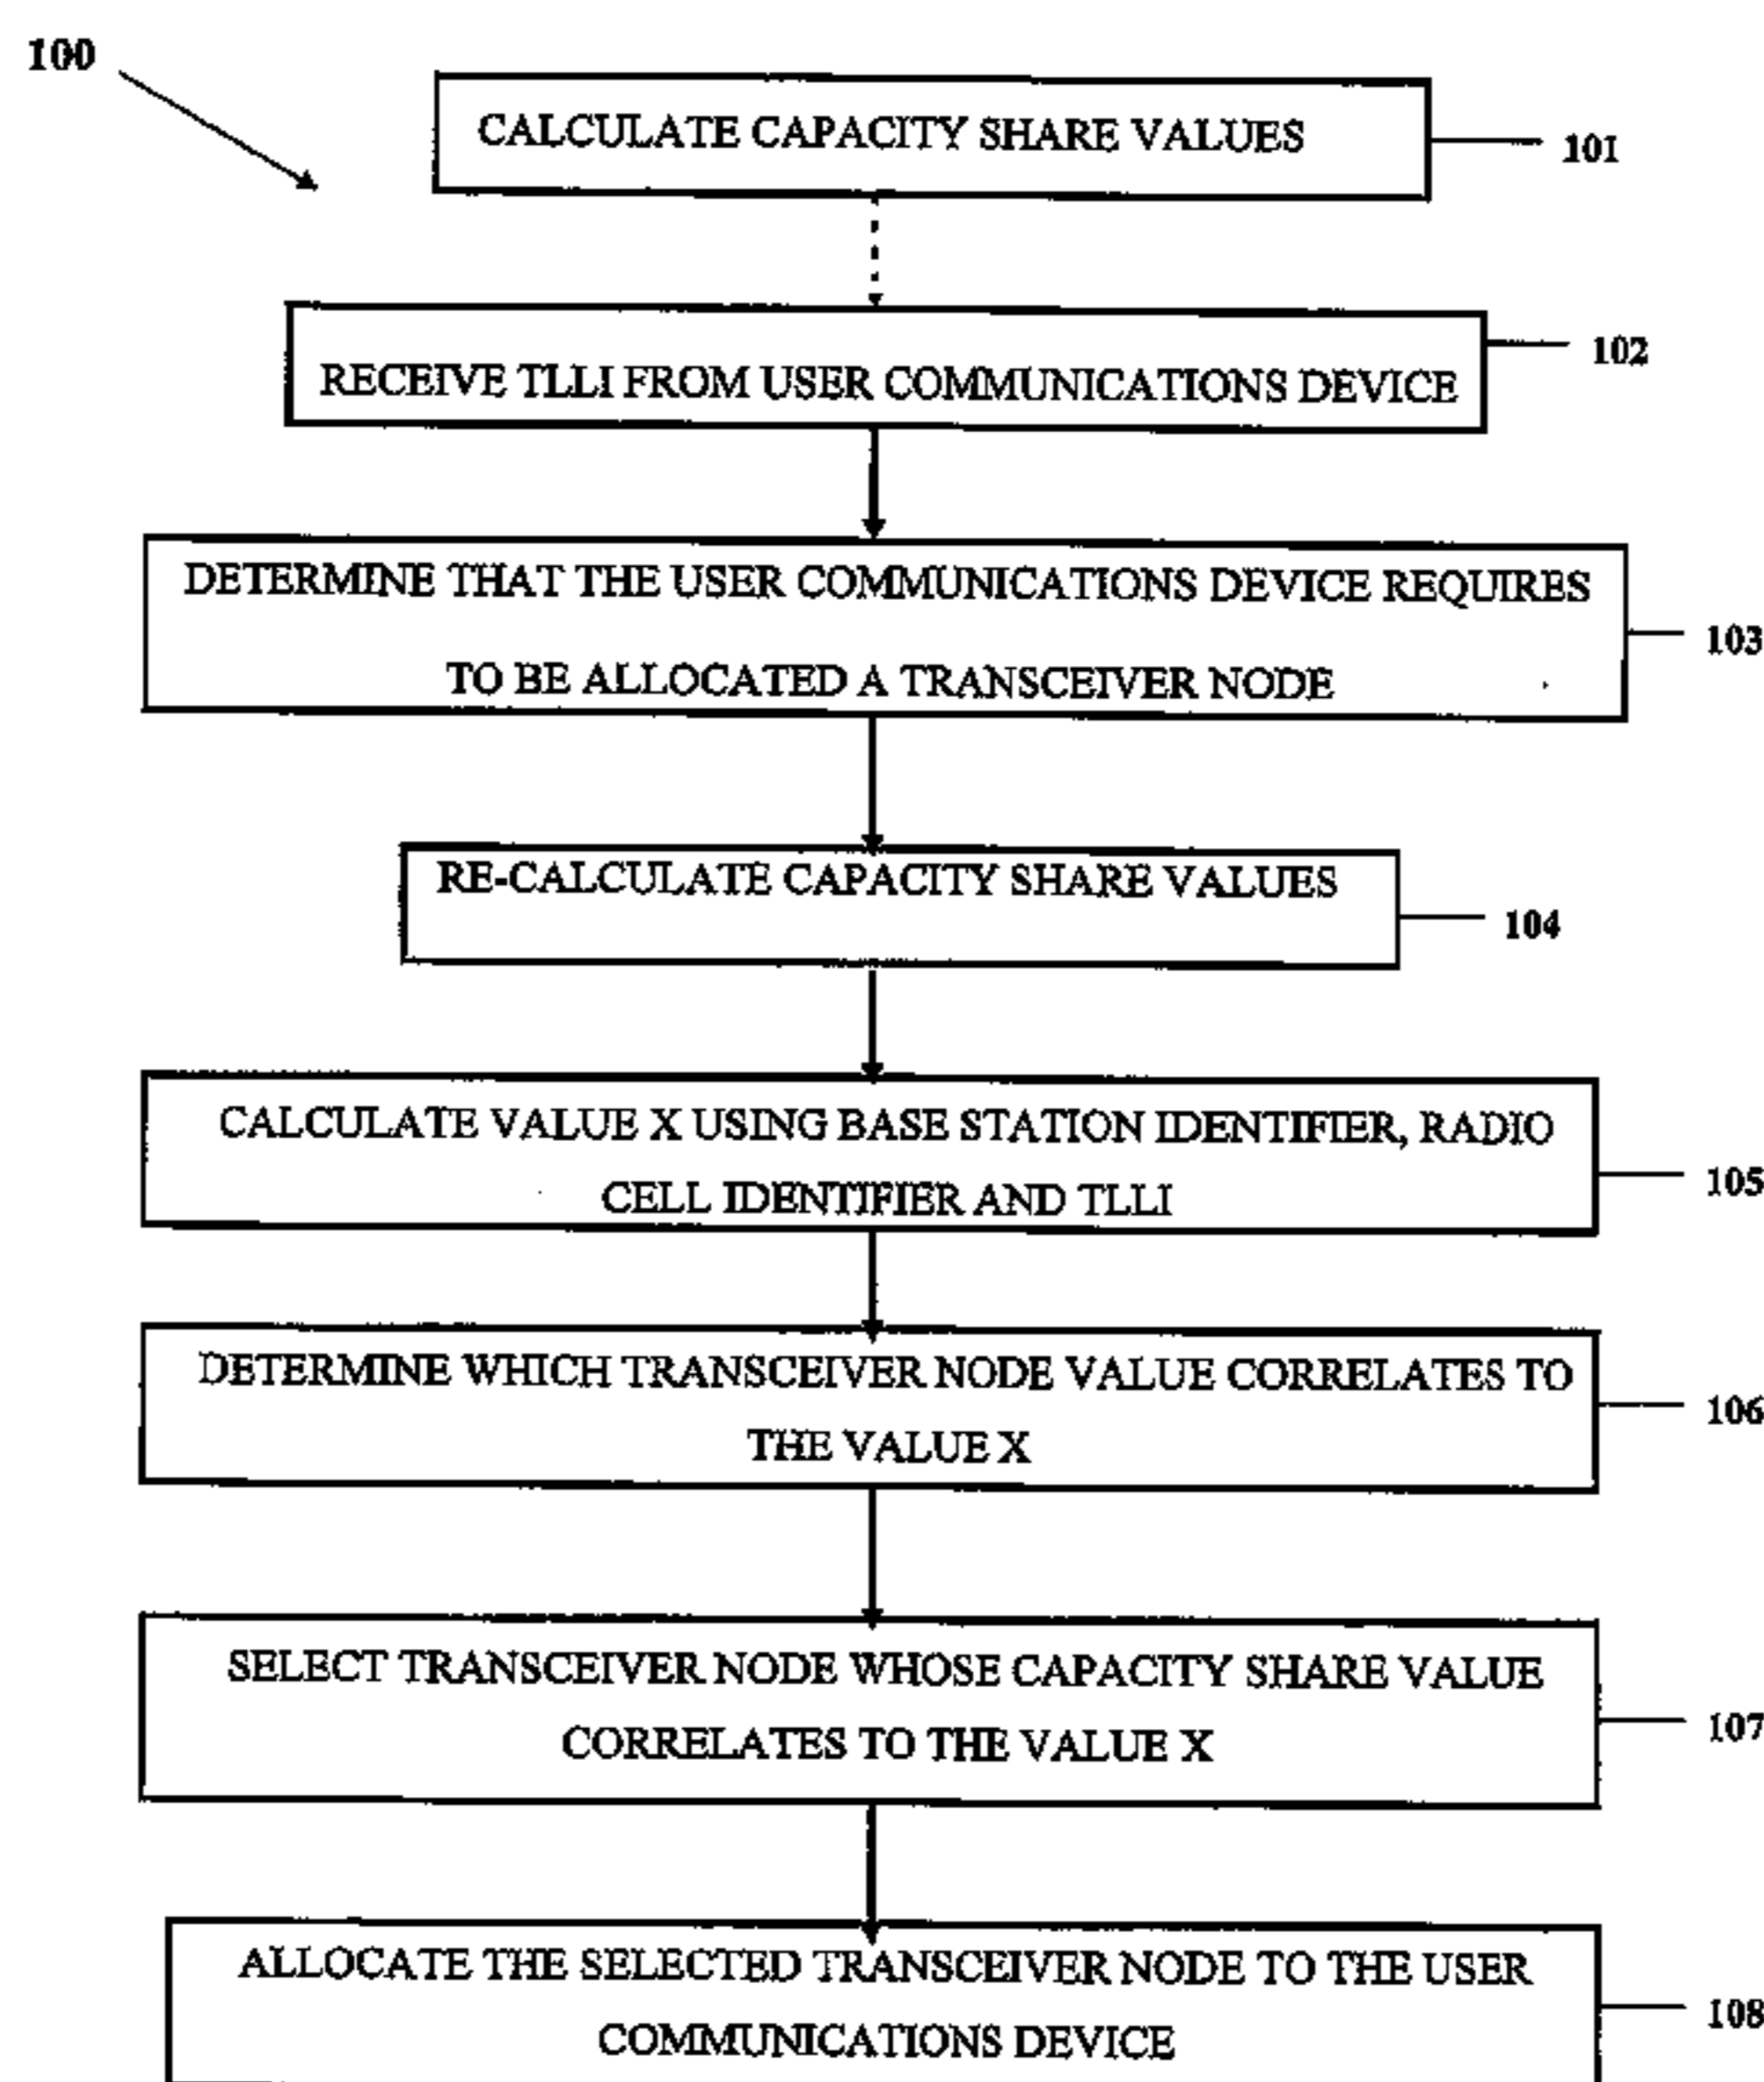 100
CALCULATE CAPACITY SHARE VALUES
101
RECEIVE TLLI FROM USER COMMUNICATIONS DEVICE
102
DETERMINE THAT THE USER COMMUNICATIONS DEVICE REQUIRES
TO BE ALLOCATED A TRANSCEIVER NODE
103
RE-CALCULATE CAPACITY SHARE VALUES
104
CALCULATE VALUE X USING BASE STATION IDENTIFIER, RADIO
CELL IDENTIFIER AND TLLI
105
DETERMINE WHICH TRANSCEIVER NODE VALUE CORRELATES TO
THE VALUE X
106
SELECT TRANSCEIVER NODE WHOSE CAPACITY SHARE VALUE
CORRELATES TO THE VALUE X
107
ALLOCATE THE SELECTED TRANSCEIVER NODE TO THE USER
COMMUNICATIONS DEVICE
108